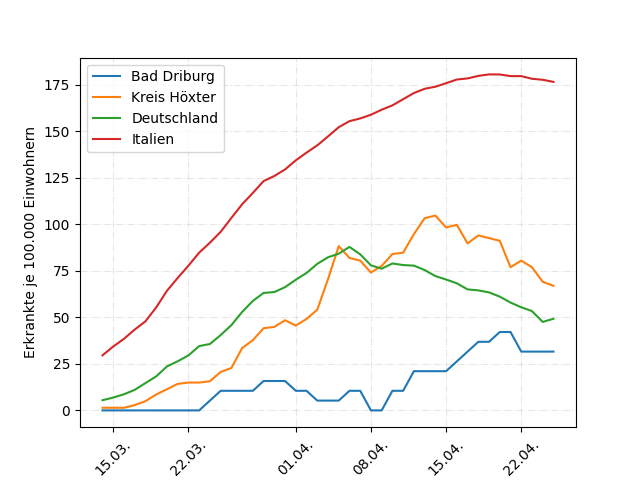 Bad Driburg
Kreis Höxter
Deutschland
Italien
Erkrankte je 100.000 Einwohnern
175
150
125
100
75
50
25
0
15.03.
22.03.
01.04.
08.04.
15.04.
22.04.